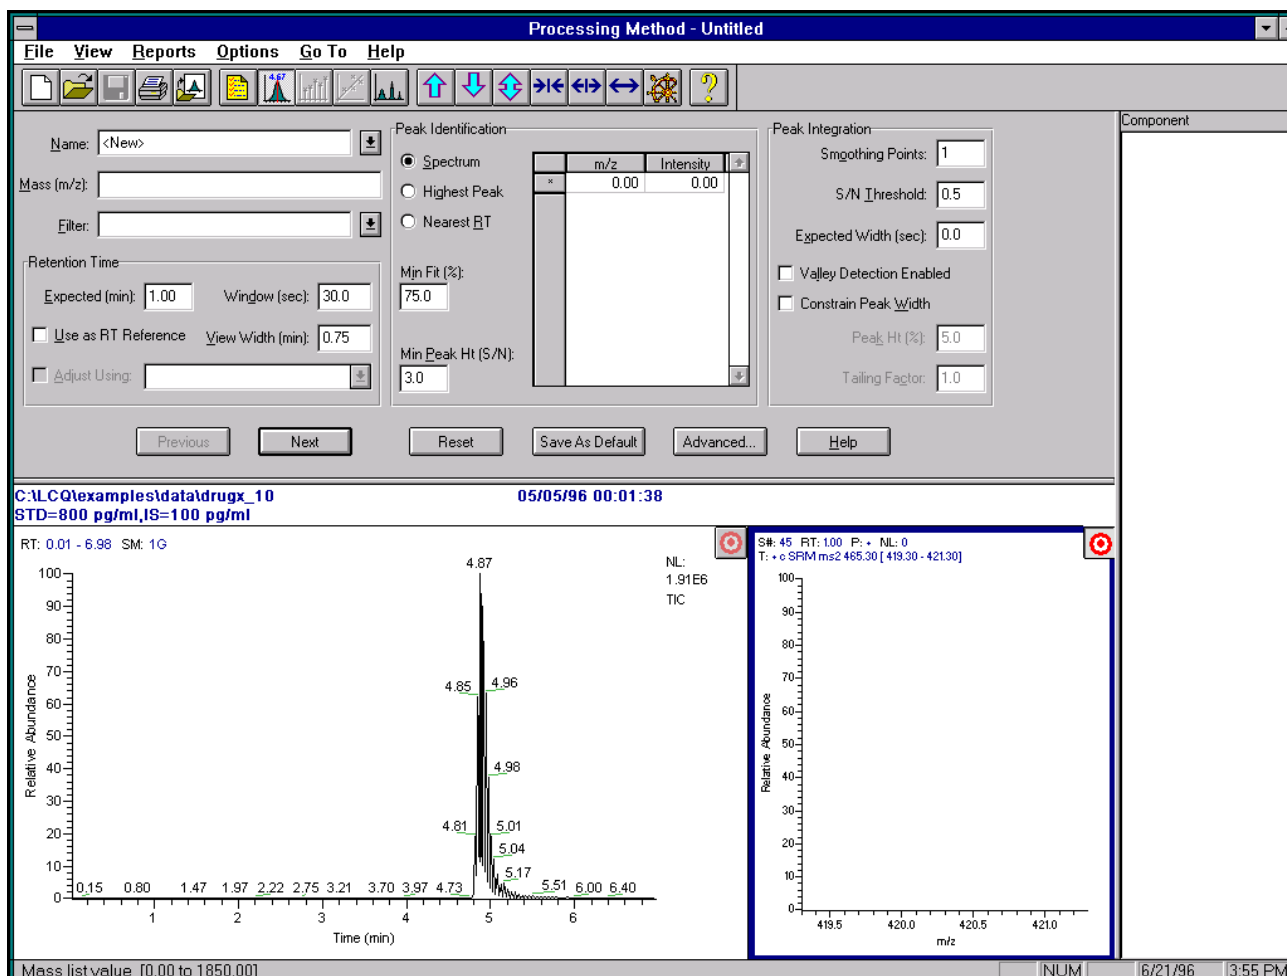 Processing Method - Untitled
File View Reports Options Go To Help
4.67
?
Name: <New>
Mass (m/z):
Filter:
Retention Time
Expected (min): 1.00 Window (sec): 30.0
Use as RT Reference View Width (min): 0.75
Adjust Using:
Peak Identification
Spectrum
Highest Peak
Nearest RT
Min Fit (%):
75.0
Min Peak Ht (S/N):
3.0
m/z Intensity
* 0.00 0.00
Peak Integration
Smoothing Points: 1
S/N Threshold: 0.5
Expected Width (sec): 0.0
Valley Detection Enabled
Constrain Peak Width
Peak Ht (%): 5.0
Tailing Factor: 1.0
Component
Previous Next Reset Save As Default Advanced... Help
C:\LCQ\examples\data\drugx_10 05/05/96 00:01:38
STD=800 pg/ml,IS=100 pg/ml
RT: 0.01 - 6.98 SM: 1G
NL:
1.91E6
TIC
Relative Abundance
100
90
80
70
60
50
40
30
20
10
0
4.87
4.85 4.96
4.98
4.81 5.01
5.04
5.17
0.15 0.80 1.47 1.97 2.22 2.75 3.21 3.70 3.97 4.73 5.51 6.00 6.40
1 2 3 4 5 6
Time (min)
S#: 45 RT: 1.00 P: + NL: 0
T: + c SRM ms2 465.30 [ 419.30 - 421.30]
Relative Abundance
100
90
80
70
60
50
40
30
20
10
0
419.5 420.0 420.5 421.0
m/z
Mass list value [0.00 to 1850.00] NUM 6/21/96 3:55 PM